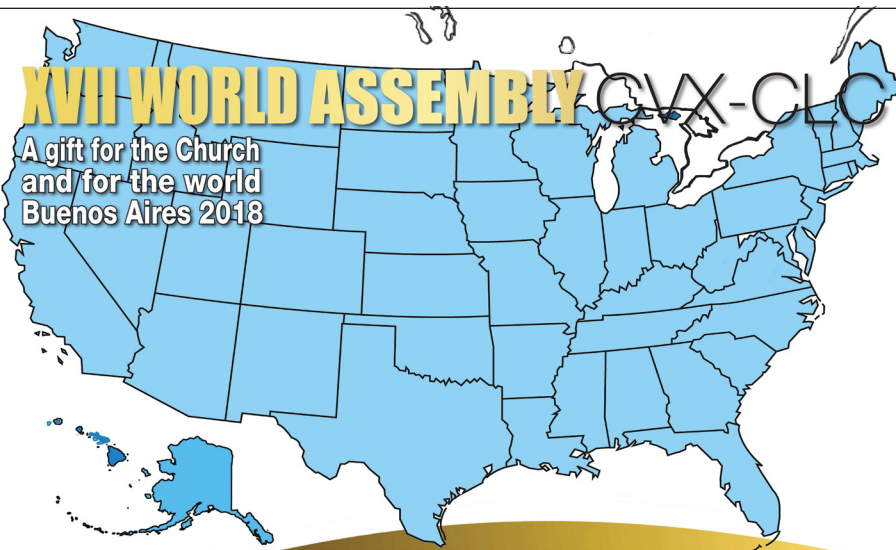 XVII WORLD ASSEMBLY CVX-CLC
A gift for the Church
and for the world
Buenos Aires 2018